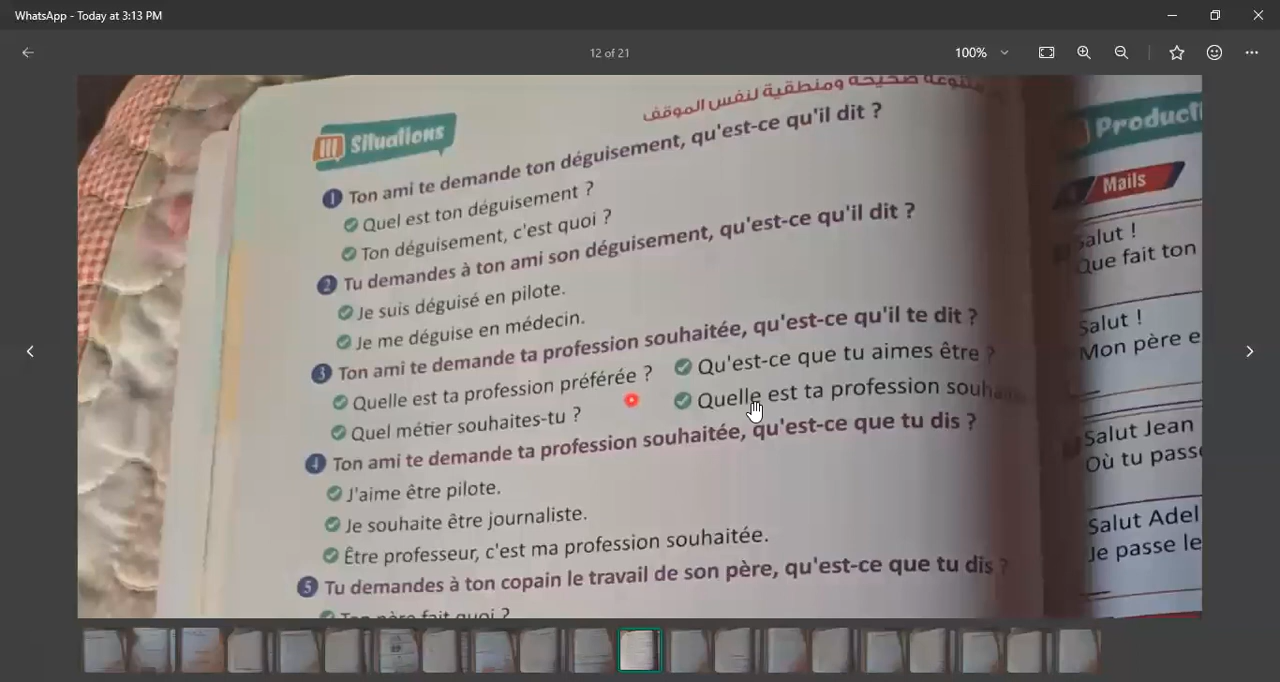 WhatsApp - Today at 3:13 PM
12 of 21
100%
متنوعة صحيحة ومنطقية لنفس الموقف
III Situations
1 Ton ami te demande ton déguisement, qu'est-ce qu'il dit ?
Quel est ton déguisement ?
Ton déguisement, c'est quoi ?
2 Tu demandes à ton ami son déguisement, qu'est-ce qu'il dit ?
Je suis déguisé en pilote.
Je me déguise en médecin.
3 Ton ami te demande ta profession souhaitée, qu'est-ce qu'il te dit ?
Quelle est ta profession préférée ?
Qu'est-ce que tu aimes être ?
Quel métier souhaites-tu ?
Quelle est ta profession
4 Ton ami te demande ta profession souhaitée, qu'est-ce que tu dis ?
J'aime être pilote.
Je souhaite être journaliste.
Être professeur, c'est ma profession souhaitée.
5 Tu demandes à ton copain le travail de son père, qu'est-ce que tu dis ?
Ton père fait quoi ?
Mails
Salut !
Que fait ton
Salut !
Mon père
Salut Jean
Où tu
Salut Adel
Je passe